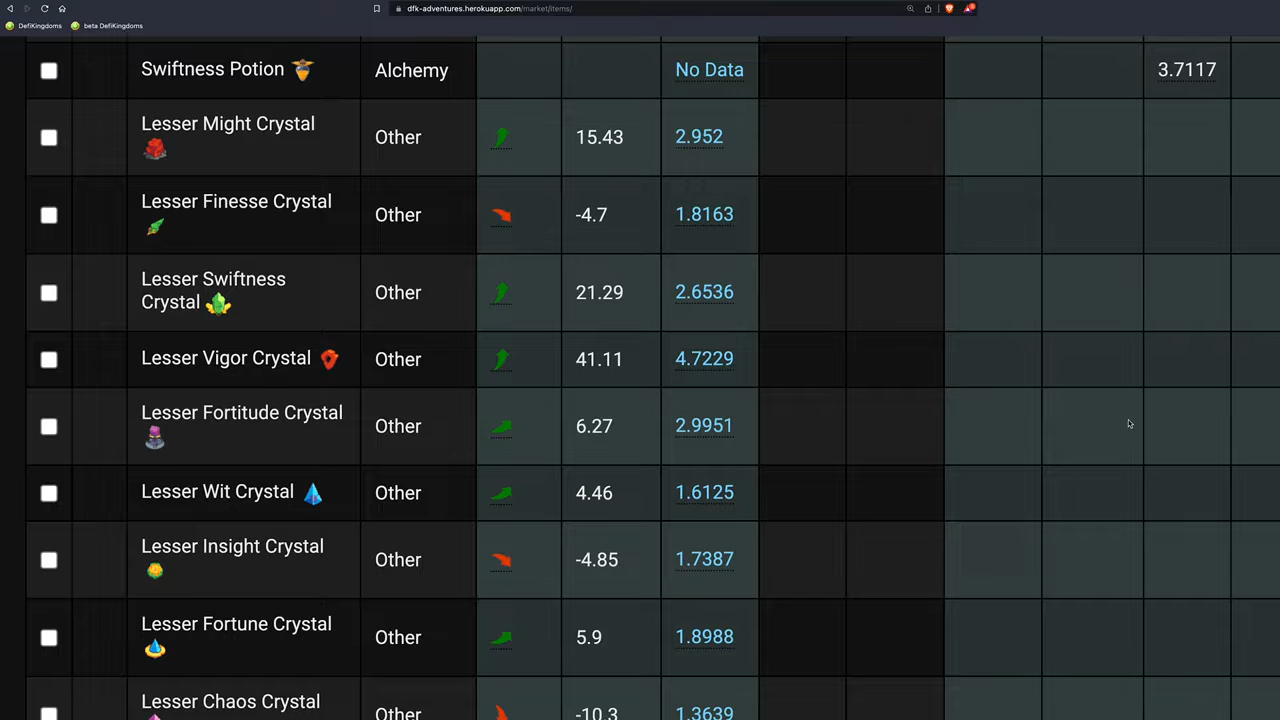 dfk-adventures.herokuapp.com/market/items/
DefiKingdoms
beta DefiKingdoms
Swiftness Potion Alchemy No Data 3.7117
Lesser Might Crystal Other 15.43 2.952
Lesser Finesse Crystal Other -4.7 1.8163
Lesser Swiftness
Crystal Other 21.29 2.6536
Lesser Vigor Crystal Other 41.11 4.7229
Lesser Fortitude Crystal Other 6.27 2.9951
Lesser Wit Crystal Other 4.46 1.6125
Lesser Insight Crystal Other -4.85 1.7387
Lesser Fortune Crystal Other 5.9 1.8988
Lesser Chaos Crystal Other -10.3 1.3639